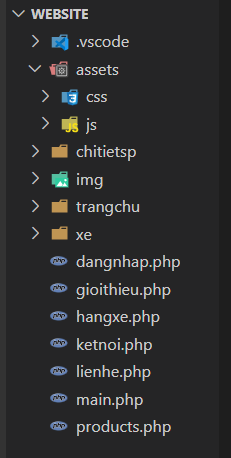 WEBSITE
.vscode
assets
css
js
chitietsp
img
trangchu
xe
dangnhap.php
gioithieu.php
hangxe.php
ketnoi.php
lienhe.php
main.php
products.php